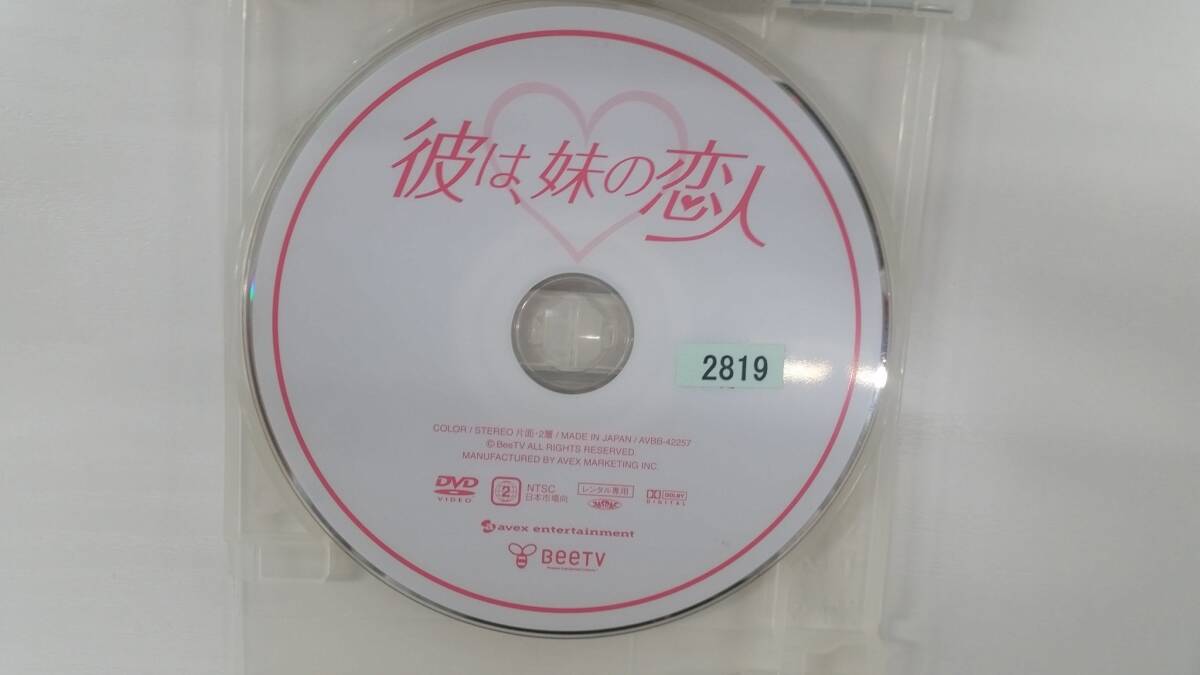 彼は、妹の恋人
2819
COLOR / STEREO 片面・2層 / MADE IN JAPAN / AVBB-42257
© BeeTV ALL RIGHTS RESERVED.
MANUFACTURED BY AVEX MARKETING INC.
DVD
VIDEO
2
NTSC
日本市場向
レンタル専用
DOLBY
DIGITAL
avex entertainment
BeeTV